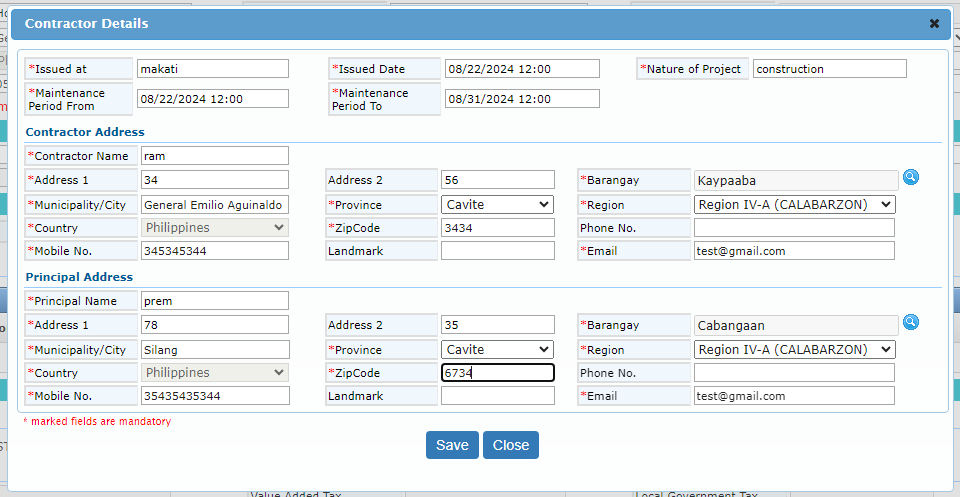 Contractor Details
*Issued at makati *Issued Date 08/22/2024 12:00 *Nature of Project construction
*Maintenance Period From 08/22/2024 12:00 *Maintenance Period To 08/31/2024 12:00
Contractor Address
*Contractor Name ram
*Address 1 34 Address 2 56 *Barangay Kaypaaba
*Municipality/City General Emilio Aguinaldo *Province Cavite *Region Region IV-A (CALABARZON)
*Country Philippines *ZipCode 3434 Phone No.
*Mobile No. 345345344 Landmark *Email test@gmail.com
Principal Address
*Principal Name prem
*Address 1 78 Address 2 35 *Barangay Cabangaan
*Municipality/City Silang *Province Cavite *Region Region IV-A (CALABARZON)
*Country Philippines *ZipCode 6734 Phone No.
*Mobile No. 35435435344 Landmark *Email test@gmail.com
* marked fields are mandatory
Save Close
Value Added Tax Local Government Tax